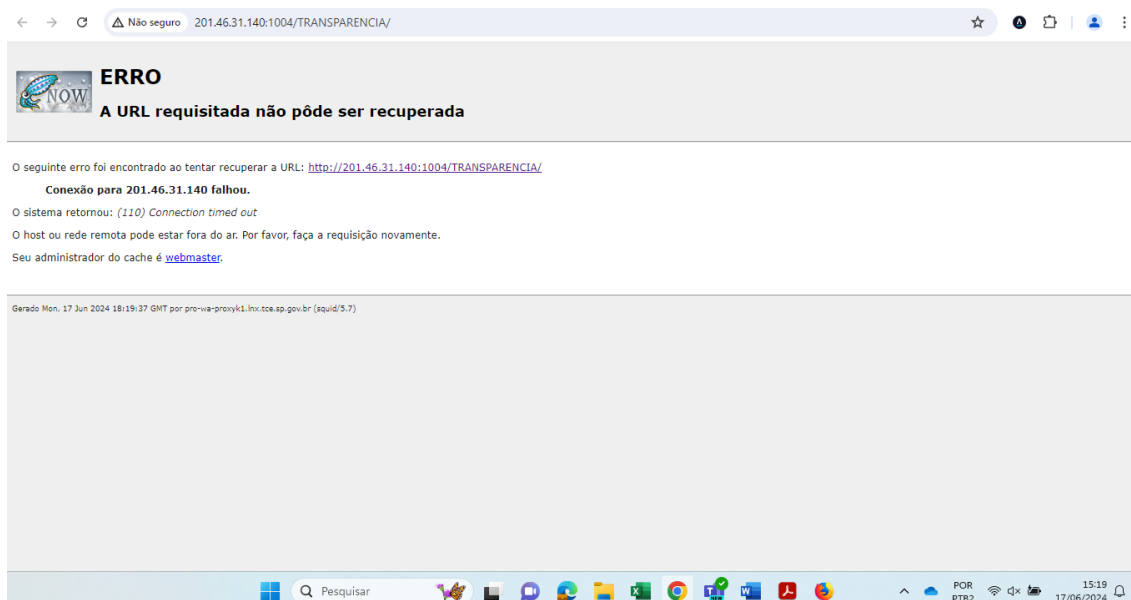 Não seguro 201.46.31.140:1004/TRANSPARENCIA/
NOW
ERRO
A URL requisitada não pôde ser recuperada
O seguinte erro foi encontrado ao tentar recuperar a URL: http://201.46.31.140:1004/TRANSPARENCIA/
Conexão para 201.46.31.140 falhou.
O sistema retornou: (110) Connection timed out
O host ou rede remota pode estar fora do ar. Por favor, faça a requisição novamente.
Seu administrador do cache é webmaster.
Gerado Mon, 17 Jun 2024 18:19:37 GMT por pro-wa-proxyk1.lnx.tce.sp.gov.br (squid/5.7)
Pesquisar
NEW
POR
PTB2
15:19
17/06/2024